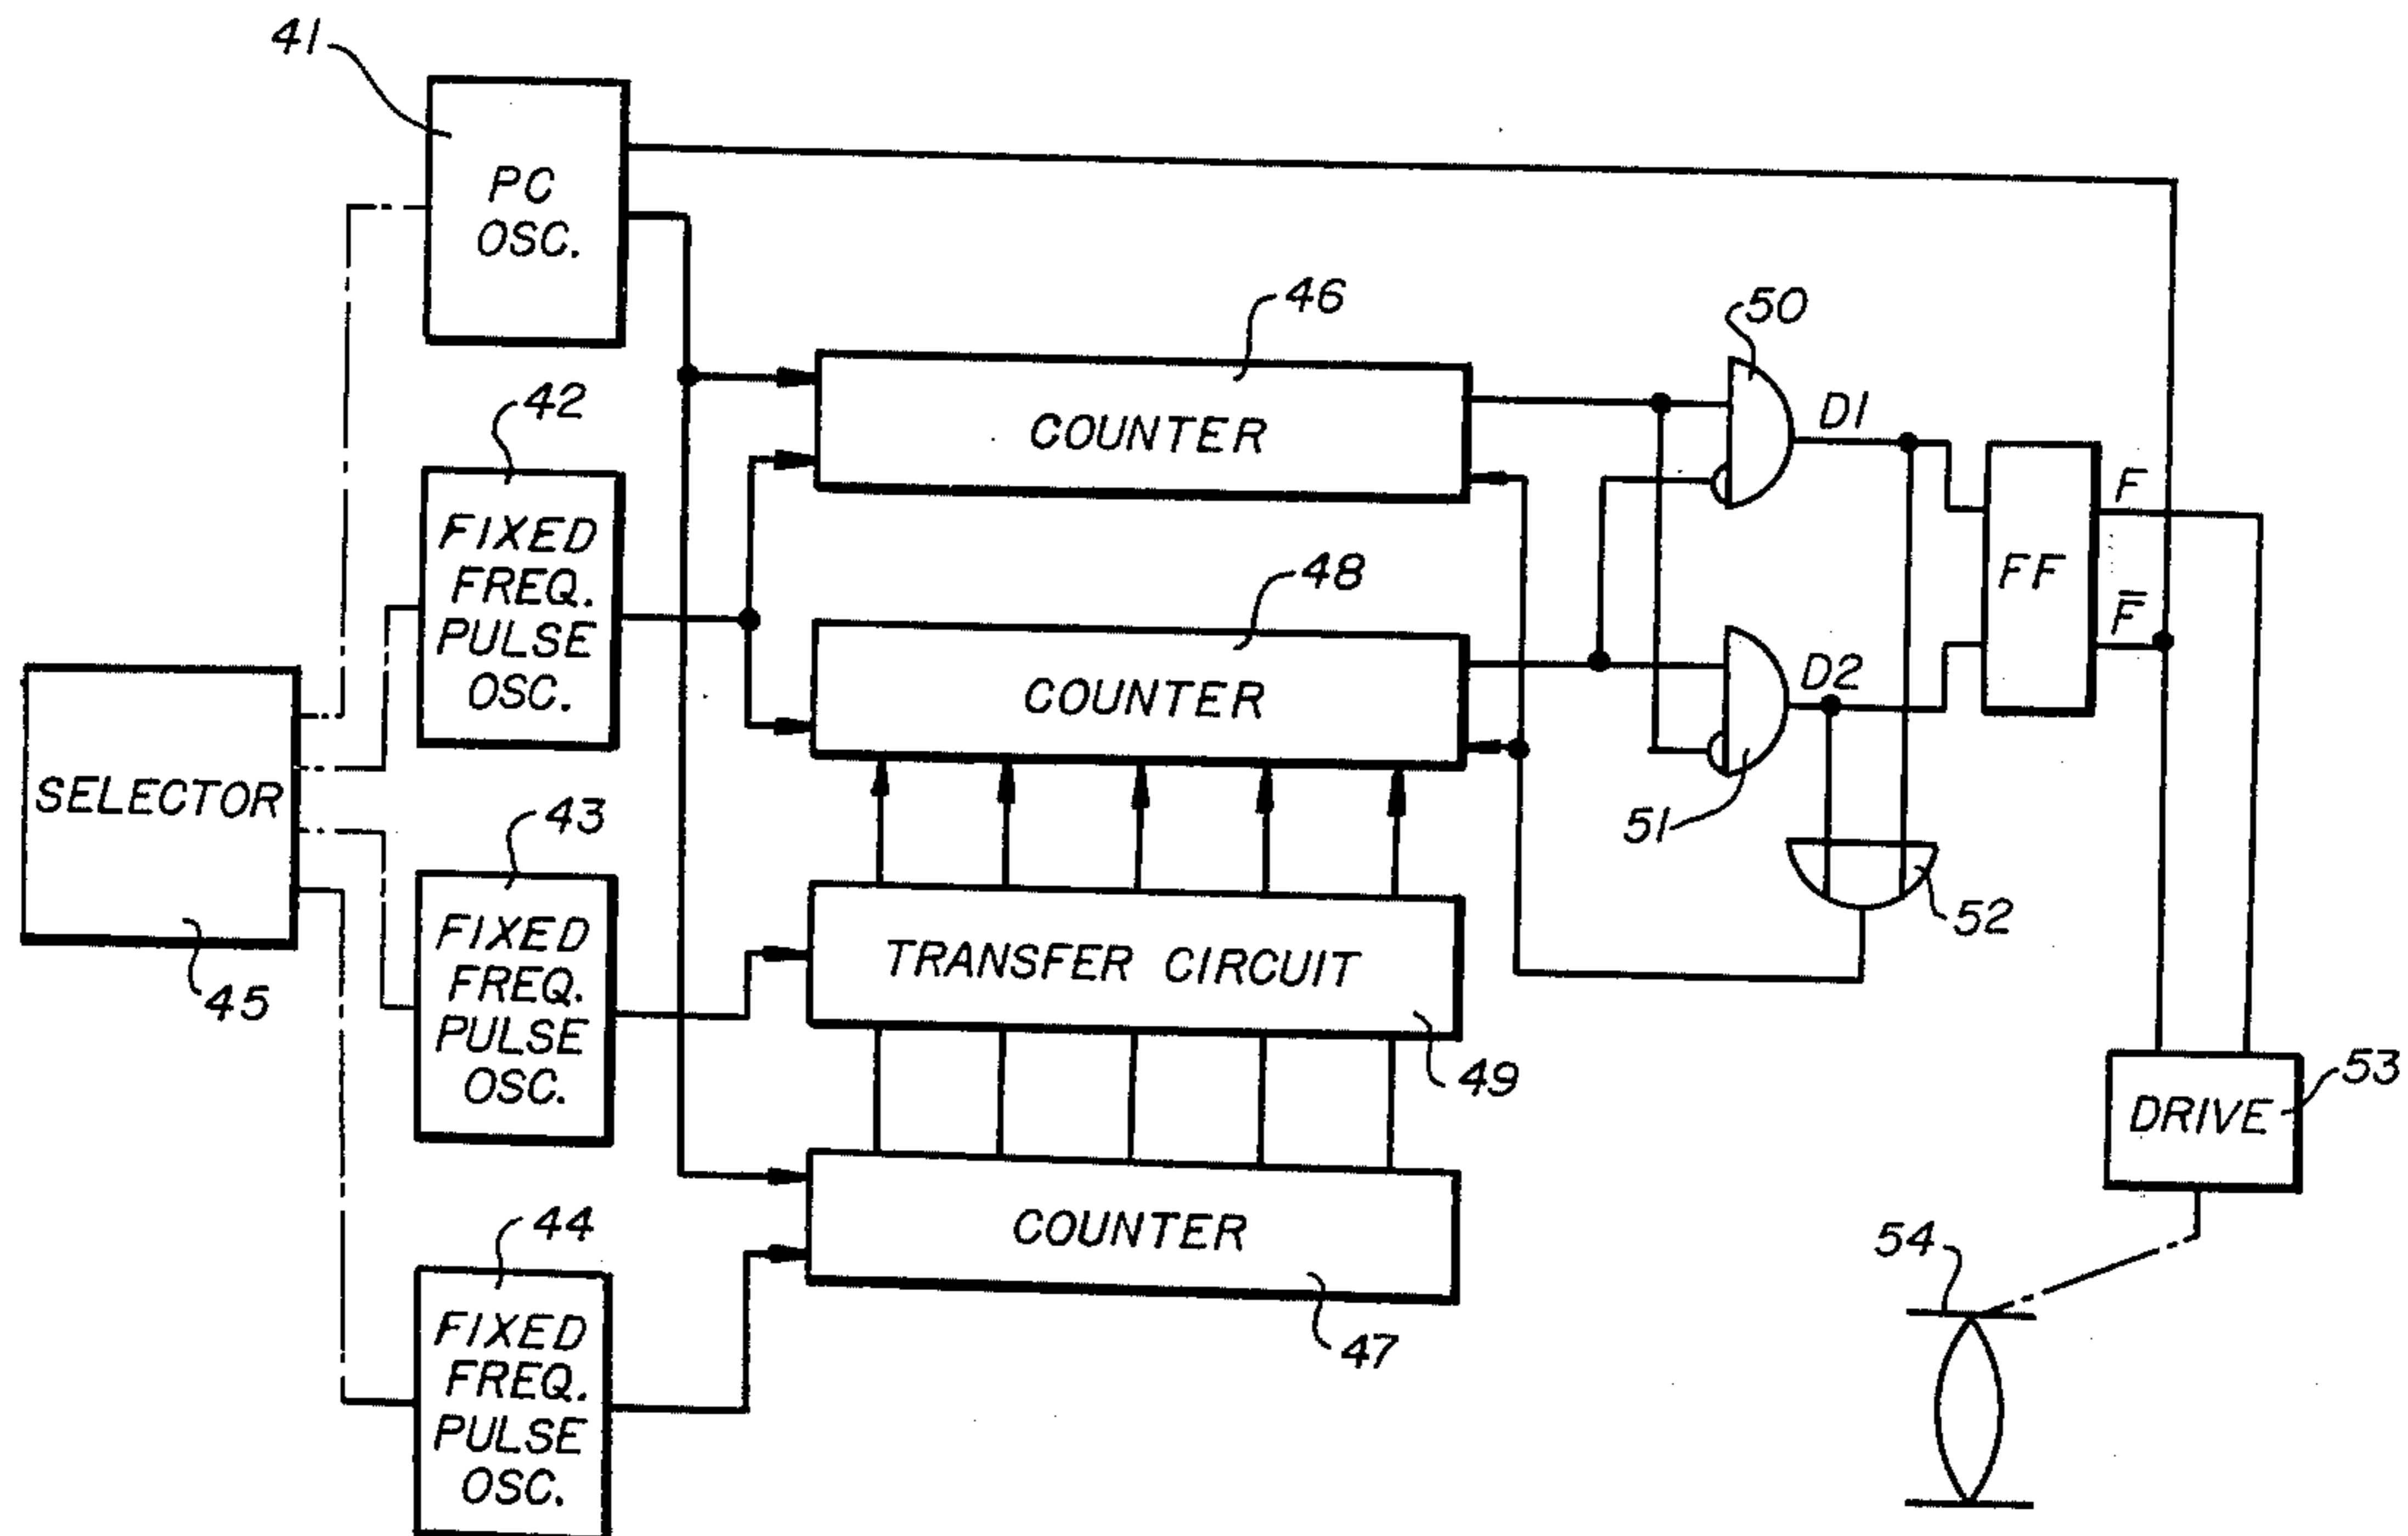 41
PC
OSC.
46
50
42
COUNTER
D1
FIXED
FREQ.
PULSE
OSC.
F
FF
F̅
48
COUNTER
D2
SELECTOR
45
43
51
FIXED
FREQ.
PULSE
OSC.
TRANSFER CIRCUIT
49
52
53
DRIVE
44
COUNTER
47
54
FIXED
FREQ.
PULSE
OSC.